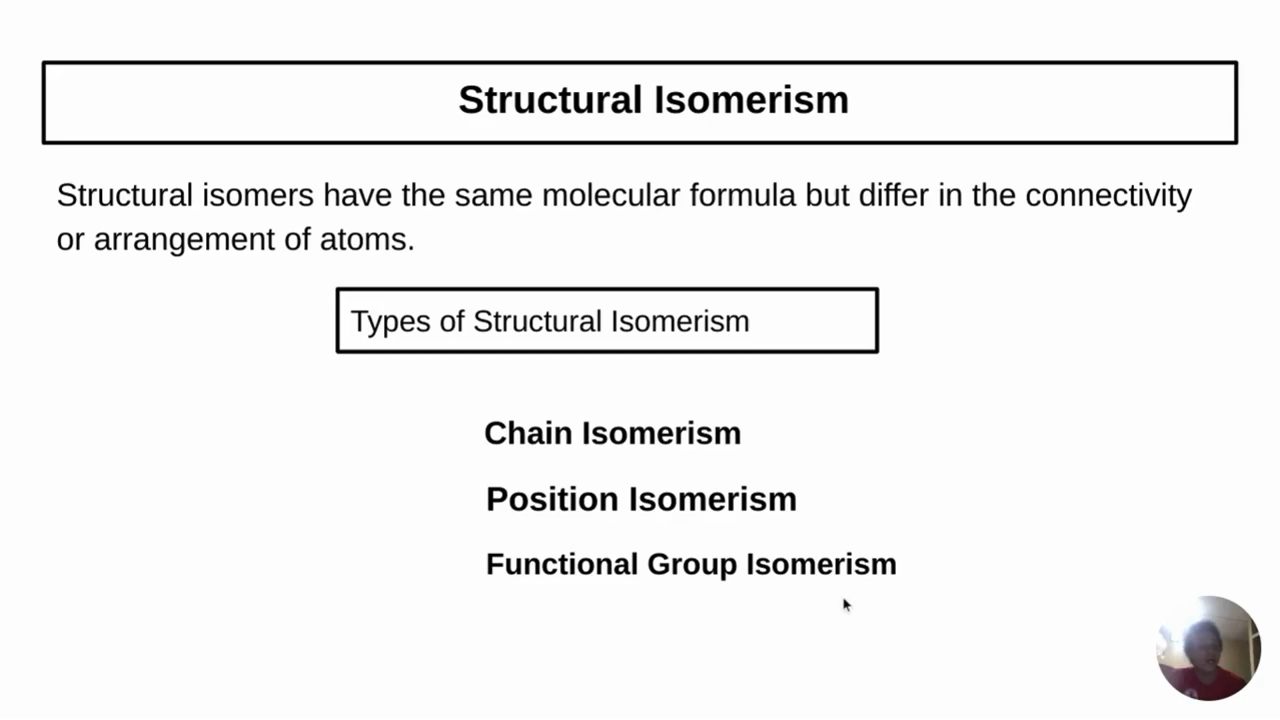 Structural Isomerism
Structural isomers have the same molecular formula but differ in the connectivity
or arrangement of atoms.
Types of Structural Isomerism
Chain Isomerism
Position Isomerism
Functional Group Isomerism